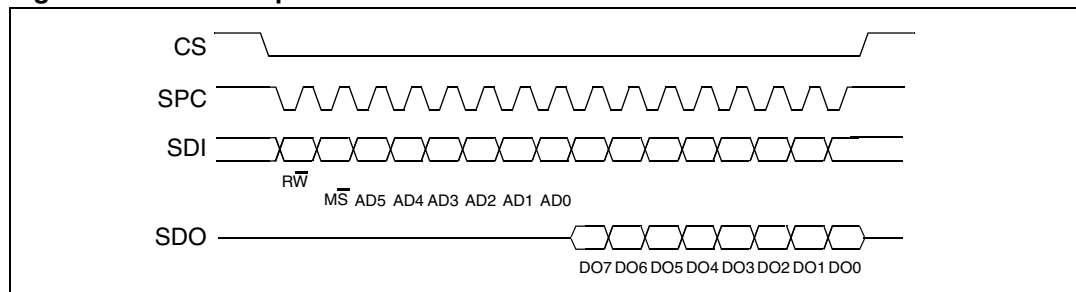 CS
SPC
SDI
RW̅
MS̅ AD5 AD4 AD3 AD2 AD1 AD0
SDO
DO7 DO6 DO5 DO4 DO3 DO2 DO1 DO0